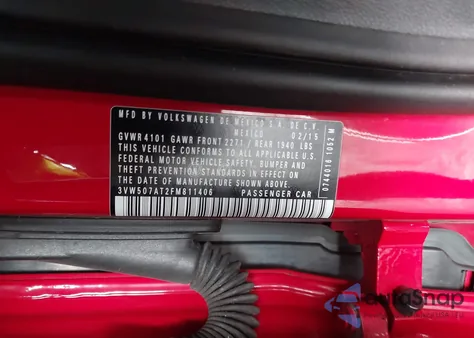 MFD BY VOLKSWAGEN DE MEXICO S.A. DE C.V.
MEXICO 02/15
GVWR 4101 GAWR FRONT 2271 / REAR 1940 LBS
THIS VEHICLE CONFORMS TO ALL APPLICABLE
FEDERAL MOTOR VEHICLE SAFETY, BUMPER AND
THEFT PREVENTION STANDARDS IN EFFECT ON
THE DATE OF MANUFACTURE SHOWN ABOVE
3VW507AT2FM811406 PASSENGER CAR
0744016 1052 M